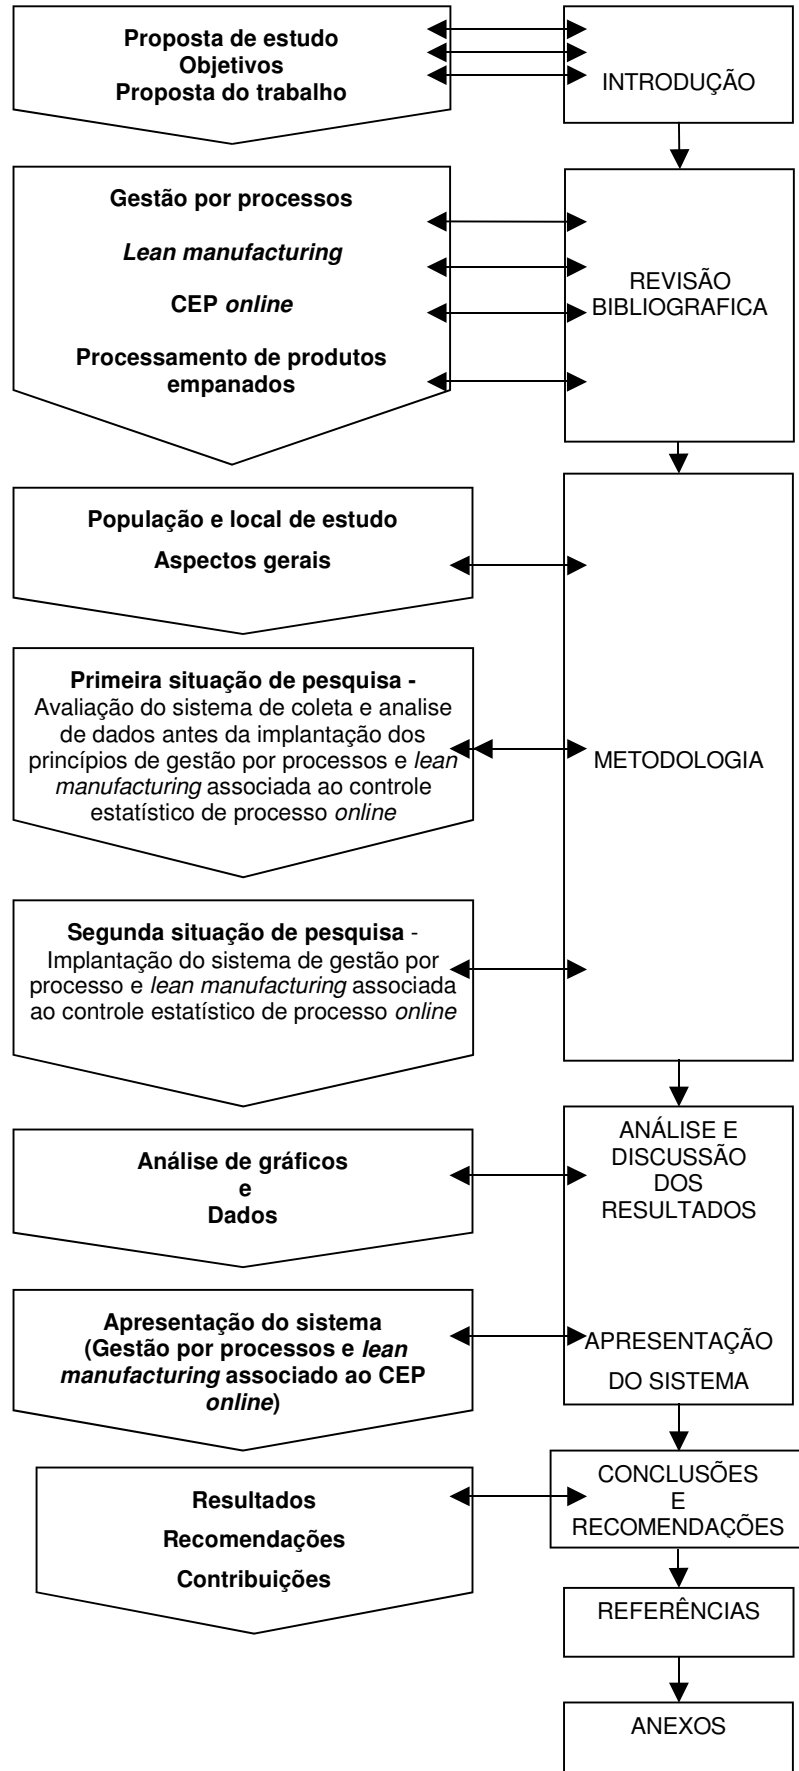 Proposta de estudo
Objetivos
Proposta do trabalho
INTRODUÇÃO
Gestão por processos
Lean manufacturing
CEP online
Processamento de produtos
empanados
REVISÃO
BIBLIOGRAFICA
População e local de estudo
Aspectos gerais
Primeira situação de pesquisa -
Avaliação do sistema de coleta e analise
de dados antes da implantação dos
princípios de gestão por processos e lean
manufacturing associada ao controle
estatístico de processo online
METODOLOGIA
Segunda situação de pesquisa -
Implantação do sistema de gestão por
processo e lean manufacturing associada
ao controle estatístico de processo online
Análise de gráficos
e
Dados
ANÁLISE E
DISCUSSÃO
DOS
RESULTADOS
Apresentação do sistema
(Gestão por processos e lean
manufacturing associado ao CEP
online)
APRESENTAÇÃO
DO SISTEMA
Resultados
Recomendações
Contribuições
CONCLUSÕES
E
RECOMENDAÇÕES
REFERÊNCIAS
ANEXOS